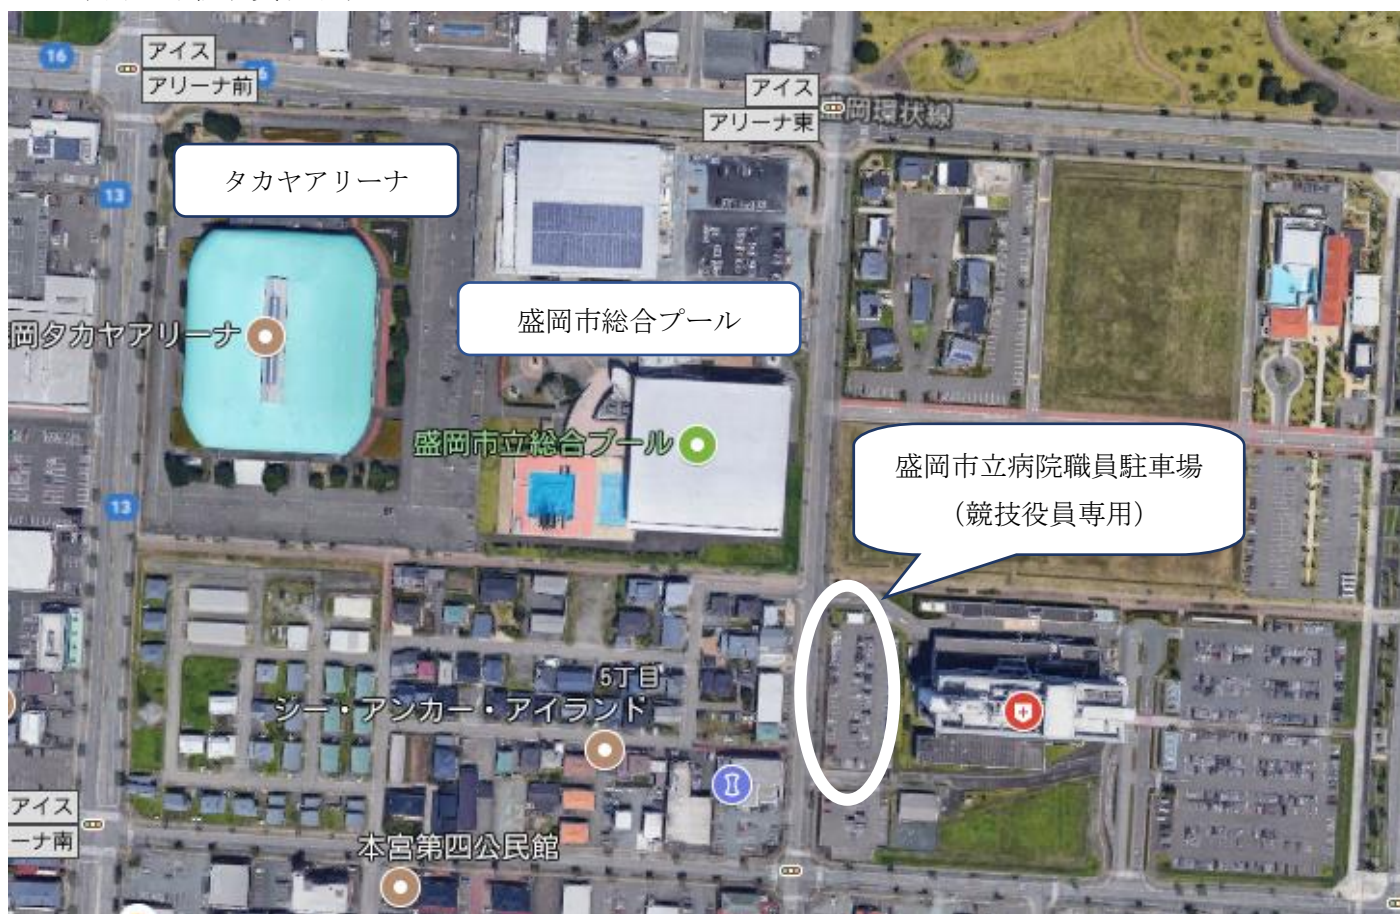 16
アイス
アリーナ前
アイス
アリーナ東
岡環状線
タカヤアリーナ
13
盛岡市総合プール
岡タカヤアリーナ
盛岡市立総合プール
盛岡市立病院職員駐車場
（競技役員専用）
13
5丁目
ジー・アンカー・アイランド
アイス
ーナ南
本宮第四公民館